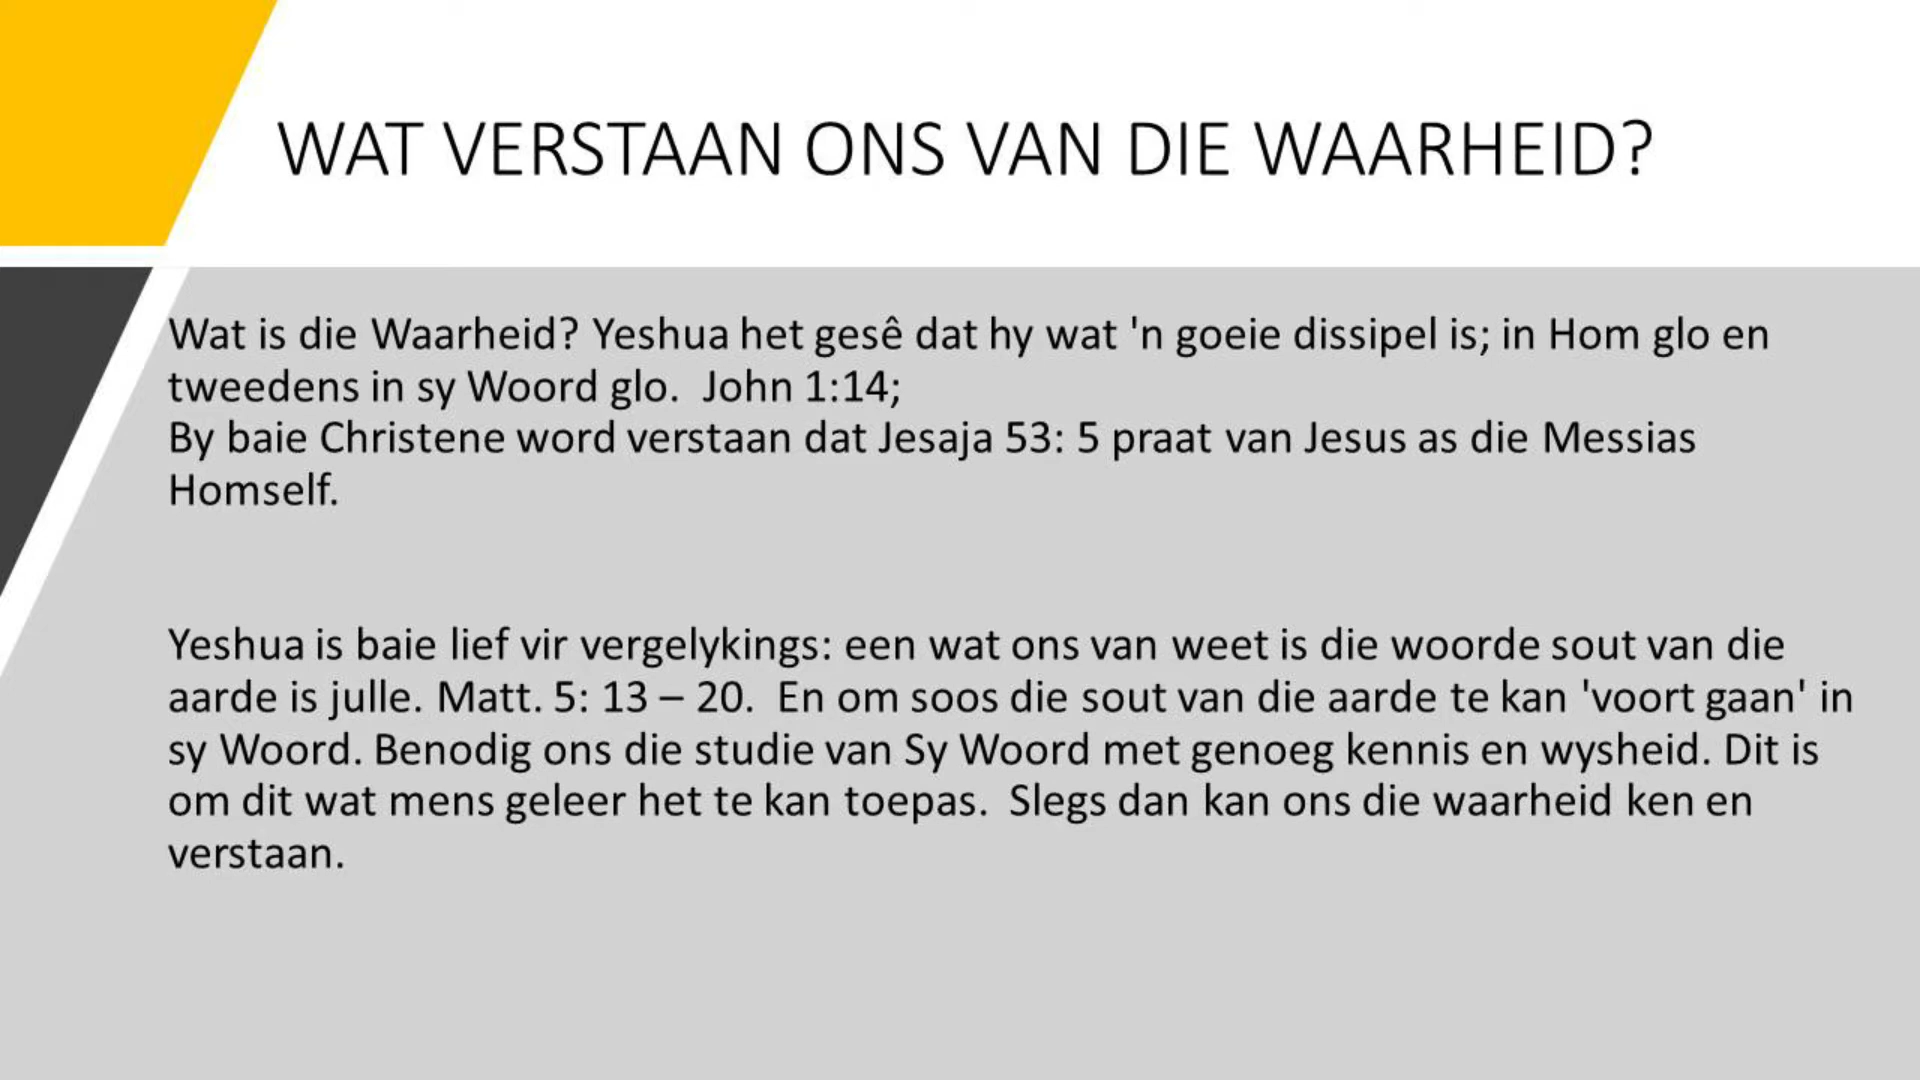 WAT VERSTAAN ONS VAN DIE WAARHEID?
Wat is die Waarheid? Yeshua het gesê dat hy wat 'n goeie dissipel is; in Hom glo en
tweedens in sy Woord glo.  John 1:14;
By baie Christene word verstaan dat Jesaja 53: 5 praat van Jesus as die Messias
Homself.
Yeshua is baie lief vir vergelykings: een wat ons van weet is die woorde sout van die
aarde is julle. Matt. 5: 13 – 20.  En om soos die sout van die aarde te kan 'voort gaan' in
sy Woord. Benodig ons die studie van Sy Woord met genoeg kennis en wysheid. Dit is
om dit wat mens geleer het te kan toepas.  Slegs dan kan ons die waarheid ken en
verstaan.